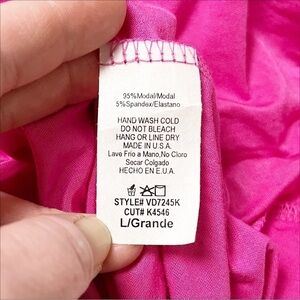 95%Modal/Modal
5%Spandex/Elastano
HAND WASH COLD
DO NOT BLEACH
HANG OR LINE DRY
MADE IN U.S.A.
Lave Frio a Mano,No Cloro
Socar Colgado
HECHO EN E.U.A.
STYLE# VD7245K
CUT# K4546
L/Grande